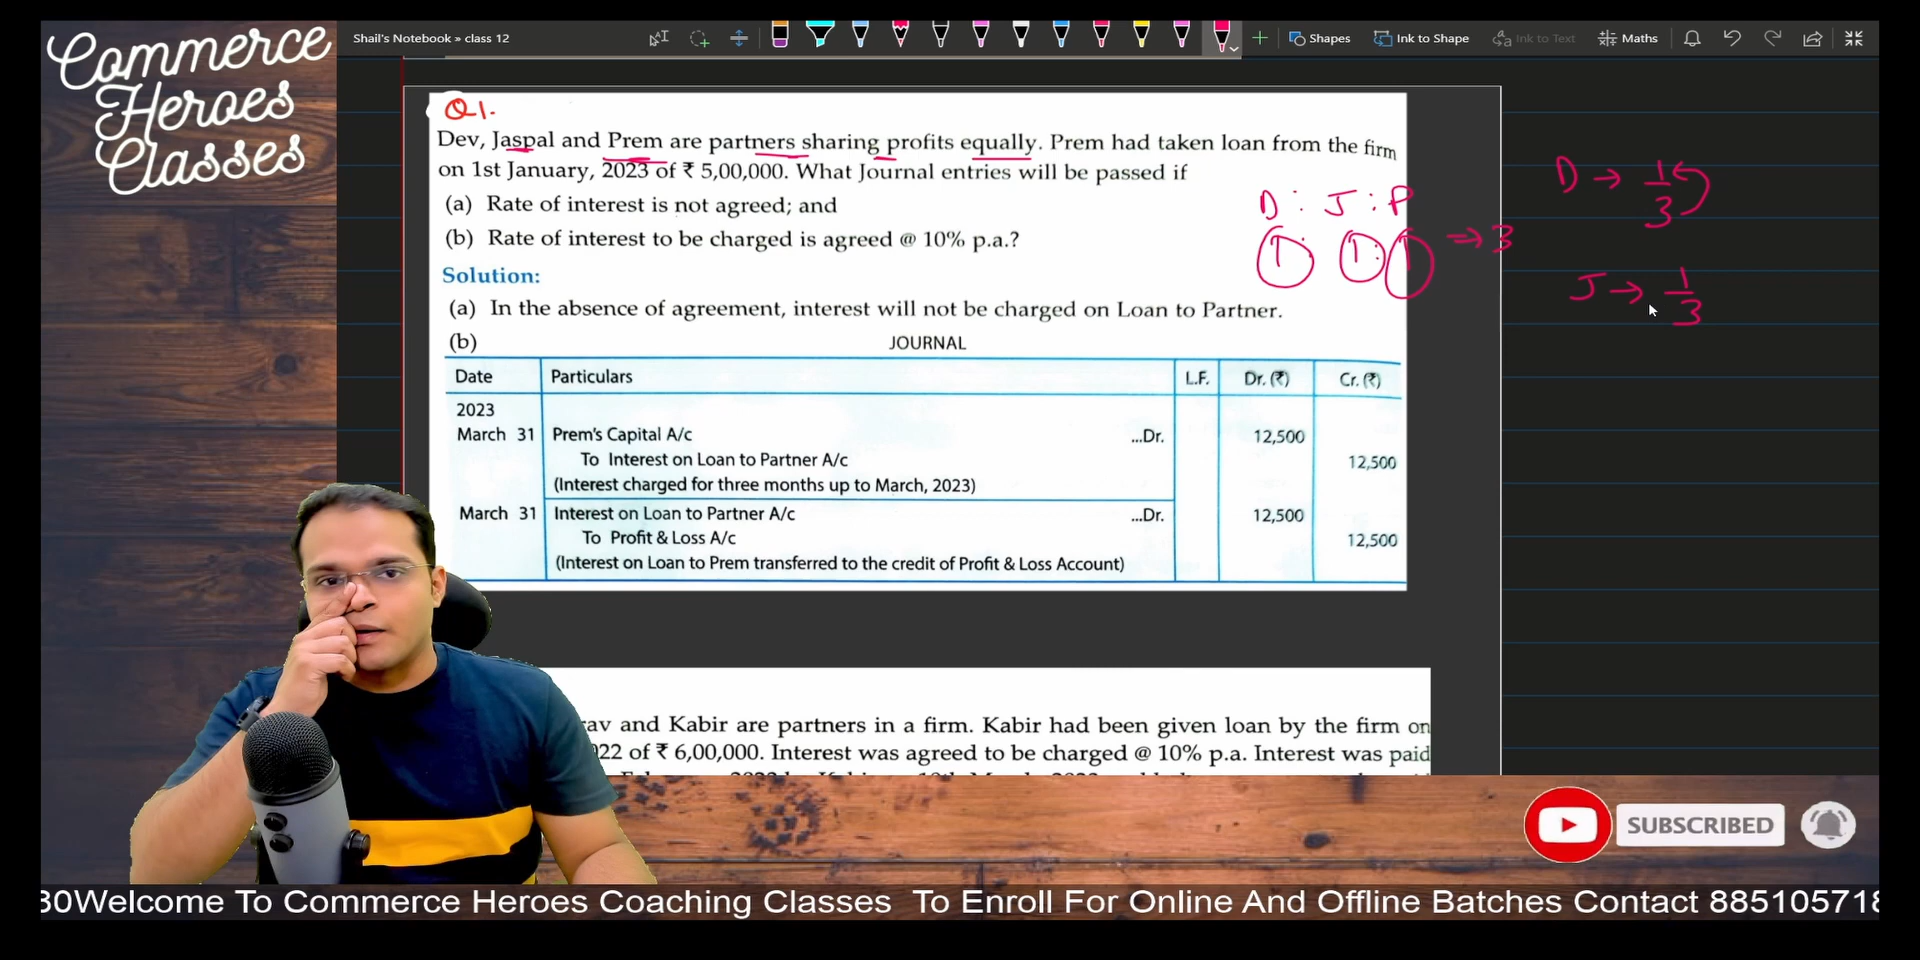 Commerce
Heroes
Classes
Shail's Notebook » class 12
Shapes
Ink to Shape
Ink to Text
Maths
Q1.
Dev, Jaspal and Prem are partners sharing profits equally. Prem had taken loan from the firm
on 1st January, 2023 of ₹ 5,00,000. What Journal entries will be passed if
(a) Rate of interest is not agreed; and
(b) Rate of interest to be charged is agreed @ 10% p.a.?
D : J : P
1 : 1 : 1 ⇒ 3
D → 1/3
J → 1/3
Solution:
(a) In the absence of agreement, interest will not be charged on Loan to Partner.
(b) JOURNAL
Date Particulars L.F. Dr. (₹) Cr. (₹)
2023
March 31 Prem's Capital A/c ...Dr. 12,500
To Interest on Loan to Partner A/c 12,500
(Interest charged for three months up to March, 2023)
March 31 Interest on Loan to Partner A/c ...Dr. 12,500
To Profit & Loss A/c 12,500
(Interest on Loan to Prem transferred to the credit of Profit & Loss Account)
and Kabir are partners in a firm. Kabir had been given loan by the firm on
22 of ₹ 6,00,000. Interest was agreed to be charged @ 10% p.a. Interest was paid
SUBSCRIBED
30Welcome To Commerce Heroes Coaching Classes To Enroll For Online And Offline Batches Contact 88510571